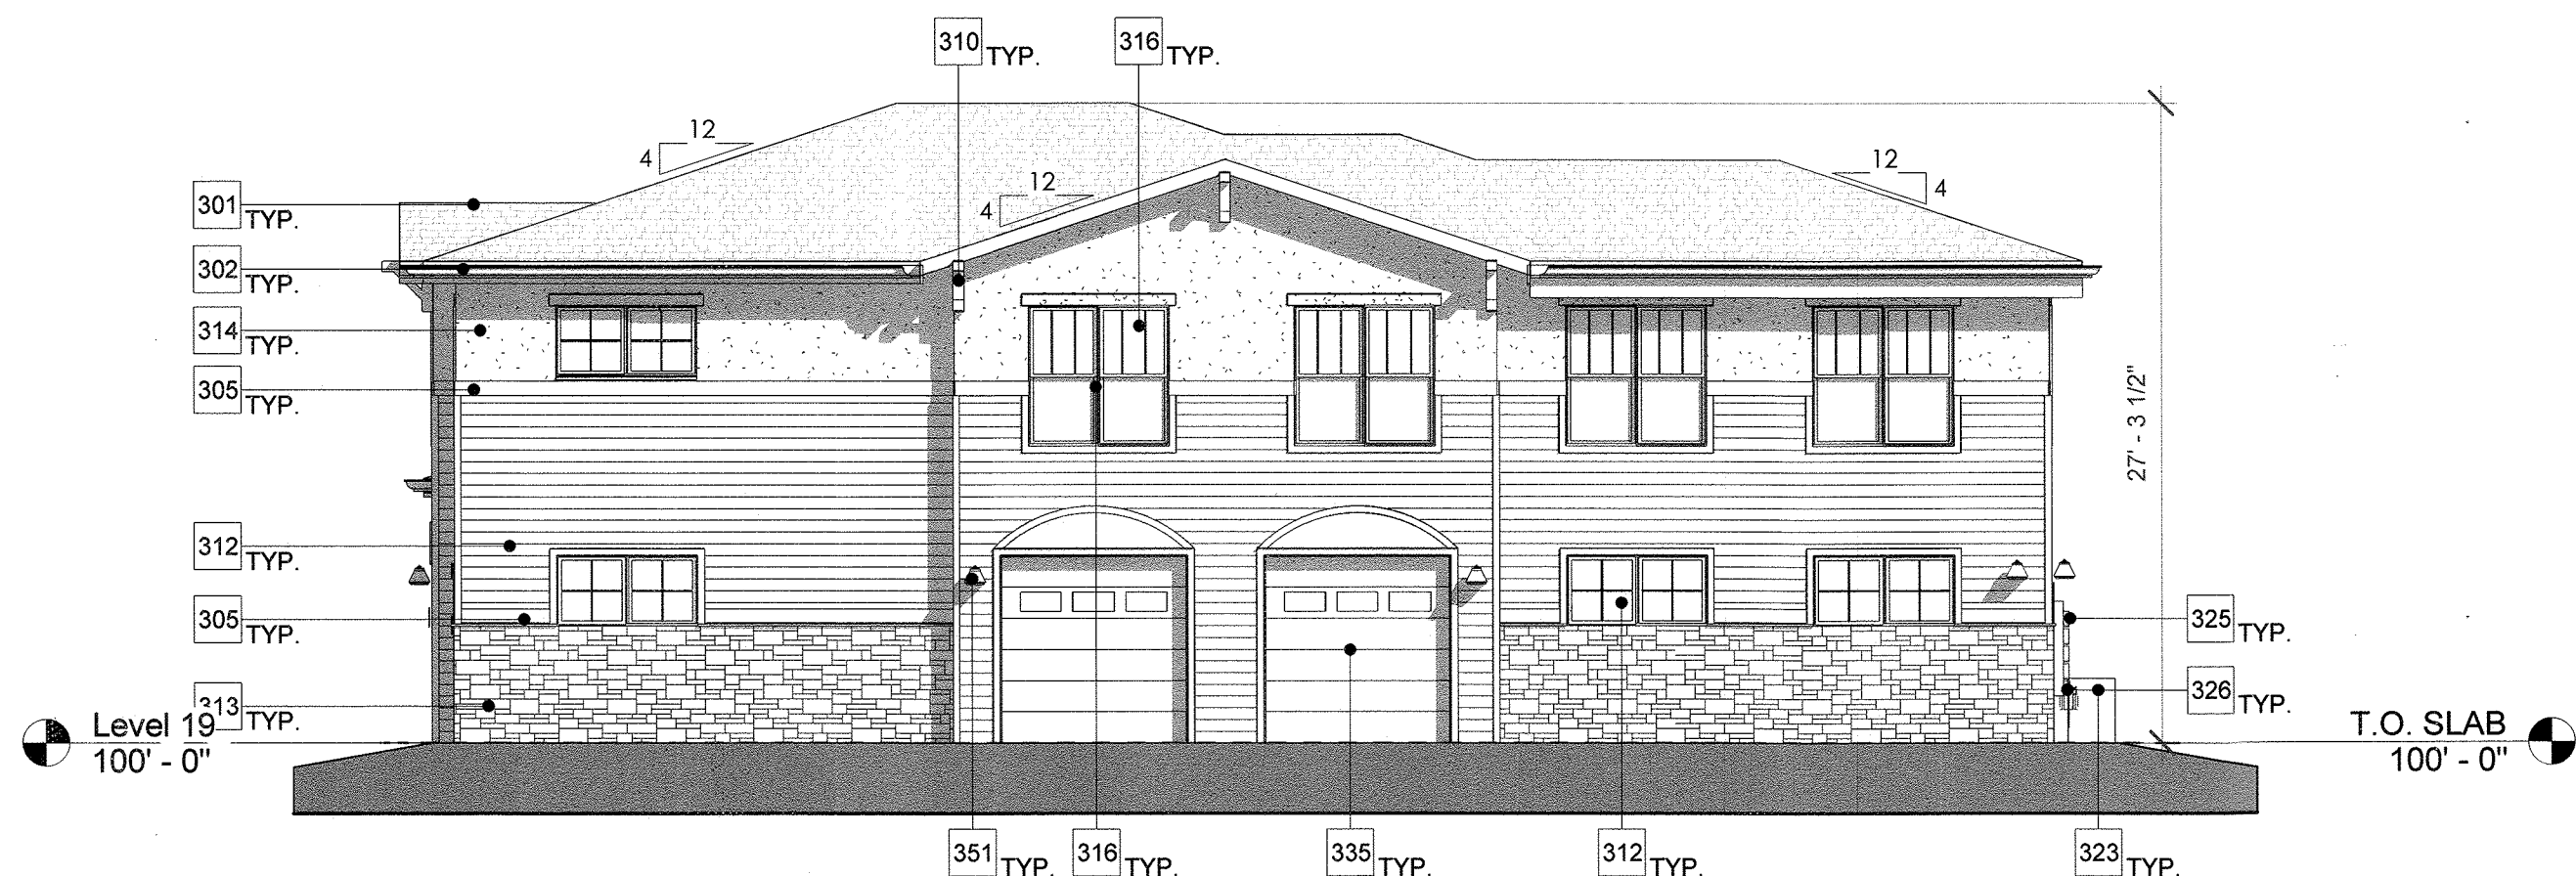 310 TYP.
316 TYP.
12
4
12
4
12
4
301 TYP.
302 TYP.
314 TYP.
305 TYP.
27' - 3 1/2"
312 TYP.
305 TYP.
325 TYP.
313 TYP.
326 TYP.
Level 19
100' - 0"
T.O. SLAB
100' - 0"
351 TYP.
316 TYP.
335 TYP.
312 TYP.
323 TYP.